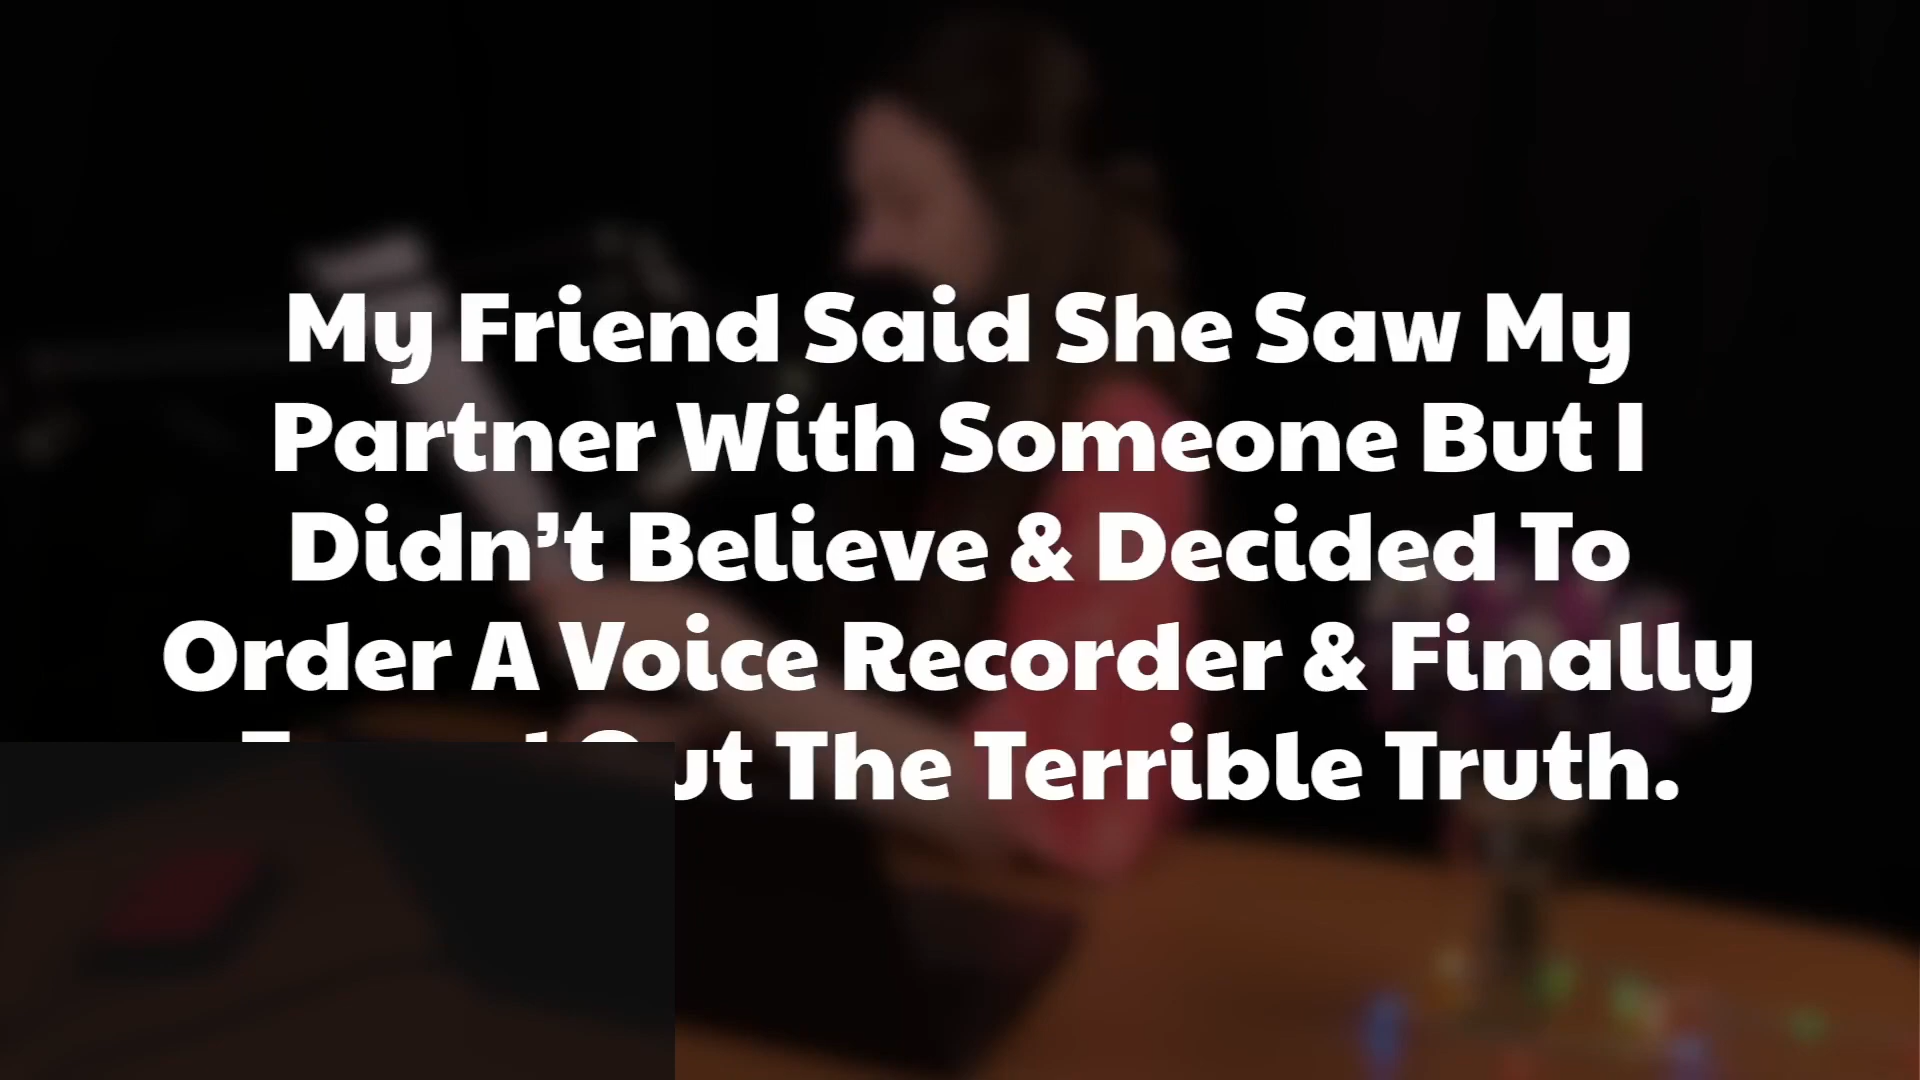 My Friend Said She Saw My
Partner With Someone But I
Didn’t Believe & Decided To
Order A Voice Recorder & Finally
The Terrible Truth.